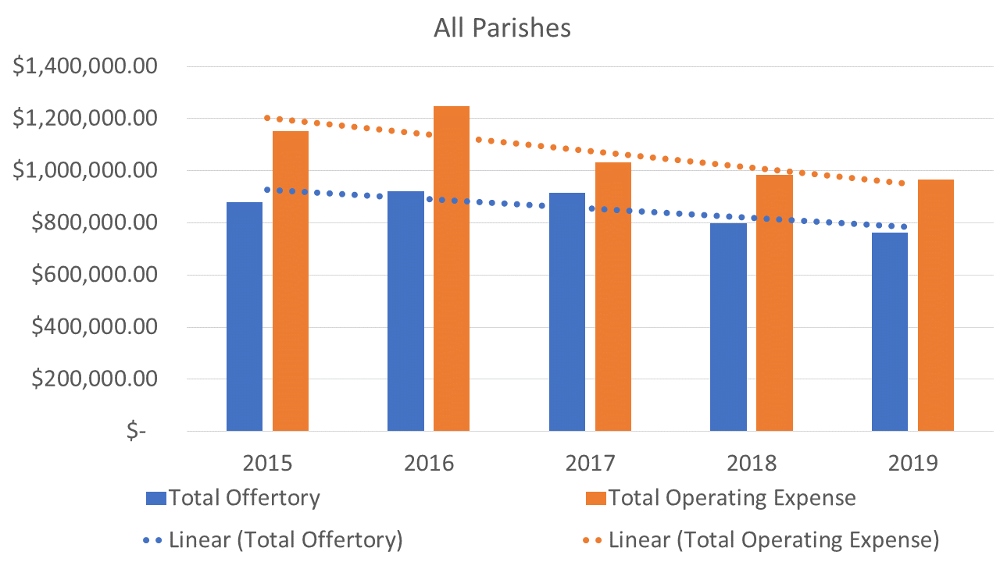 All Parishes
$1,400,000.00
$1,200,000.00
$1,000,000.00
$800,000.00
$600,000.00
$400,000.00
$200,000.00
$-
2015 2016 2017 2018 2019
Total Offertory Total Operating Expense
Linear (Total Offertory) Linear (Total Operating Expense)